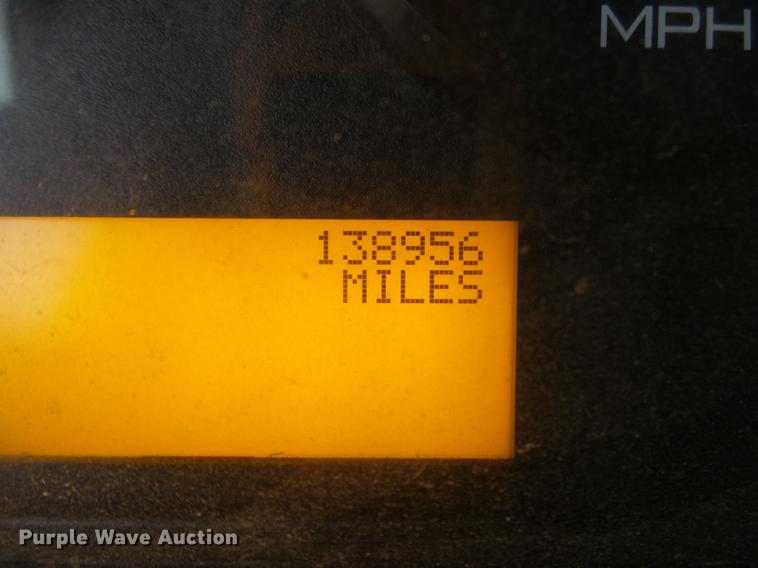 MPH
138956
MILES
Purple Wave Auction